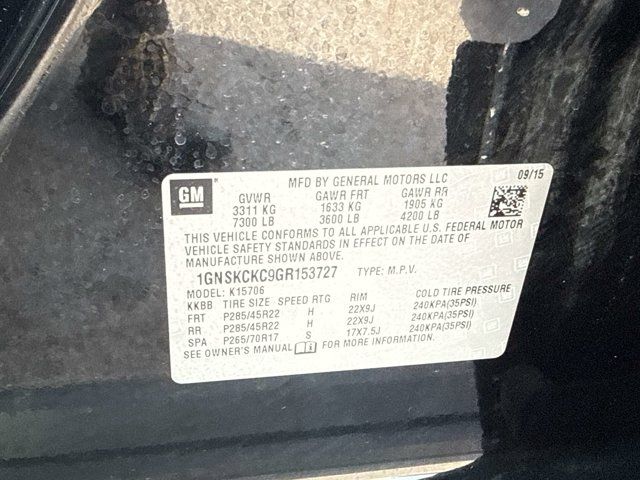 GM
MFD BY GENERAL MOTORS LLC 09/15
GVWR GAWR FRT GAWR RR
3311 KG 1633 KG 1905 KG
7300 LB 3600 LB 4200 LB
THIS VEHICLE CONFORMS TO ALL APPLICABLE U.S. FEDERAL MOTOR
VEHICLE SAFETY STANDARDS IN EFFECT ON THE DATE OF
MANUFACTURE SHOWN ABOVE.
1GNSKCKC9GR153727 TYPE: M.P.V.
MODEL: K15706
KKBB TIRE SIZE SPEED RTG RIM COLD TIRE PRESSURE
FRT P285/45R22 H 22X9J 240KPA(35PSI)
RR P285/45R22 H 22X9J 240KPA(35PSI)
SPA P265/70R17 S 17X7.5J 240KPA(35PSI)
SEE OWNER'S MANUAL FOR MORE INFORMATION.